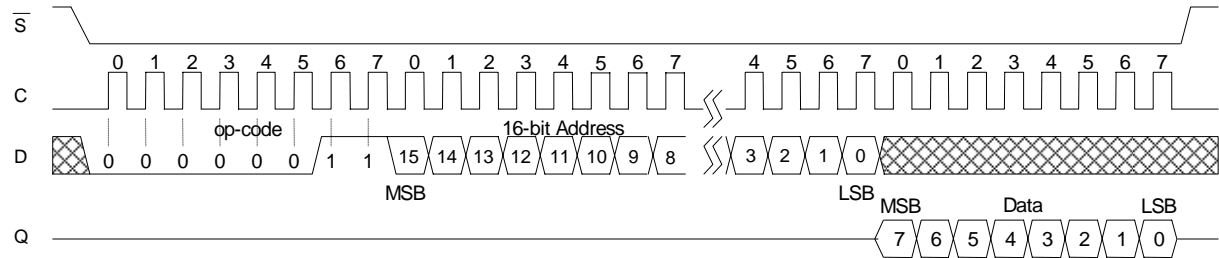 S
0 1 2 3 4 5 6 7 0 1 2 3 4 5 6 7 4 5 6 7 0 1 2 3 4 5 6 7
C
op-code 16-bit Address
D 0 0 0 0 0 0 1 1 15 14 13 12 11 10 9 8 3 2 1 0
MSB LSB MSB Data LSB
Q 7 6 5 4 3 2 1 0